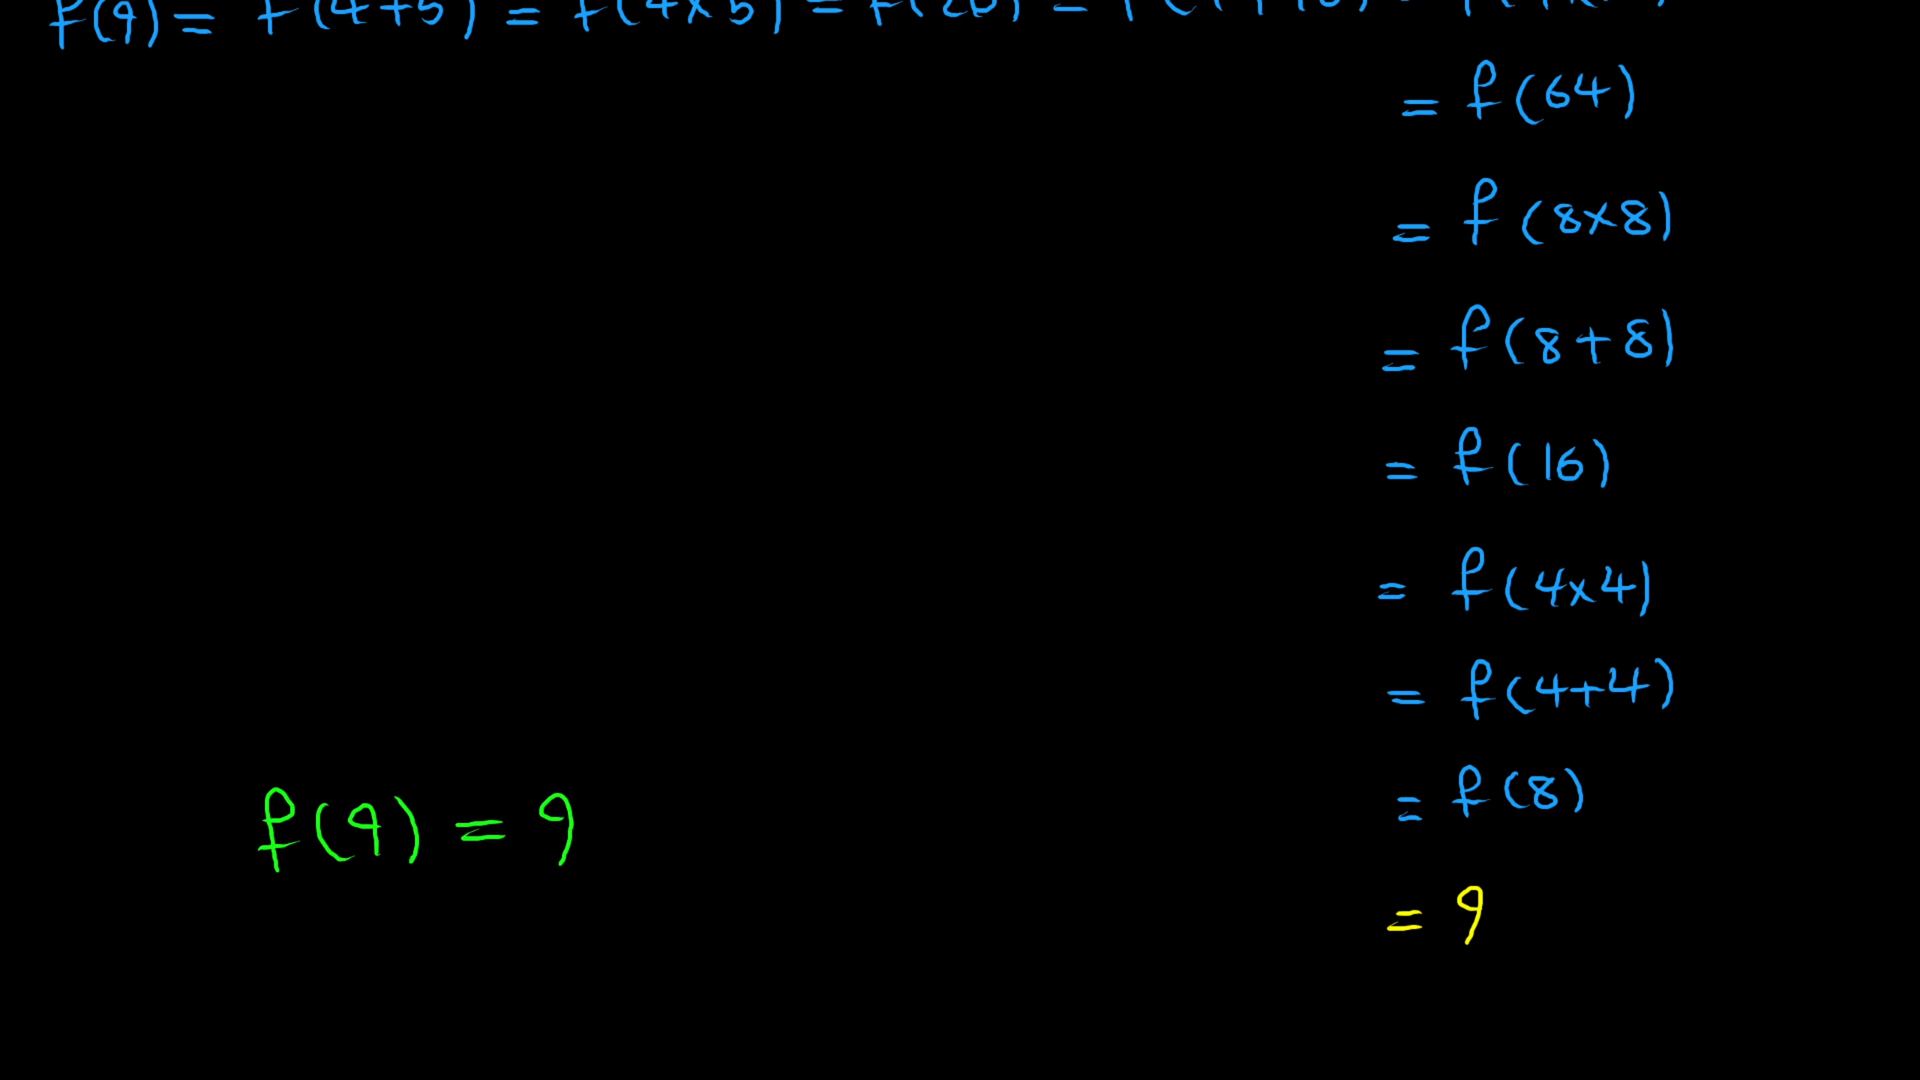 f(9) = f(4+5) = f(4×5) = f(20) =
= f(64)
= f(8×8)
= f(8+8)
= f(16)
= f(4×4)
= f(4+4)
= f(8)
f(9) = 9
= 9